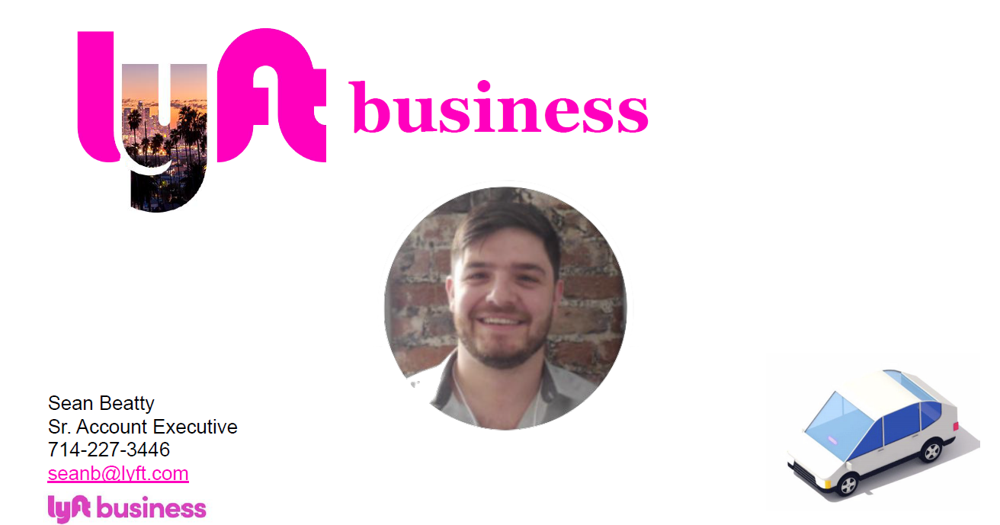 lyft business
Sean Beatty
Sr. Account Executive
714-227-3446
seanb@lyft.com
lyft business